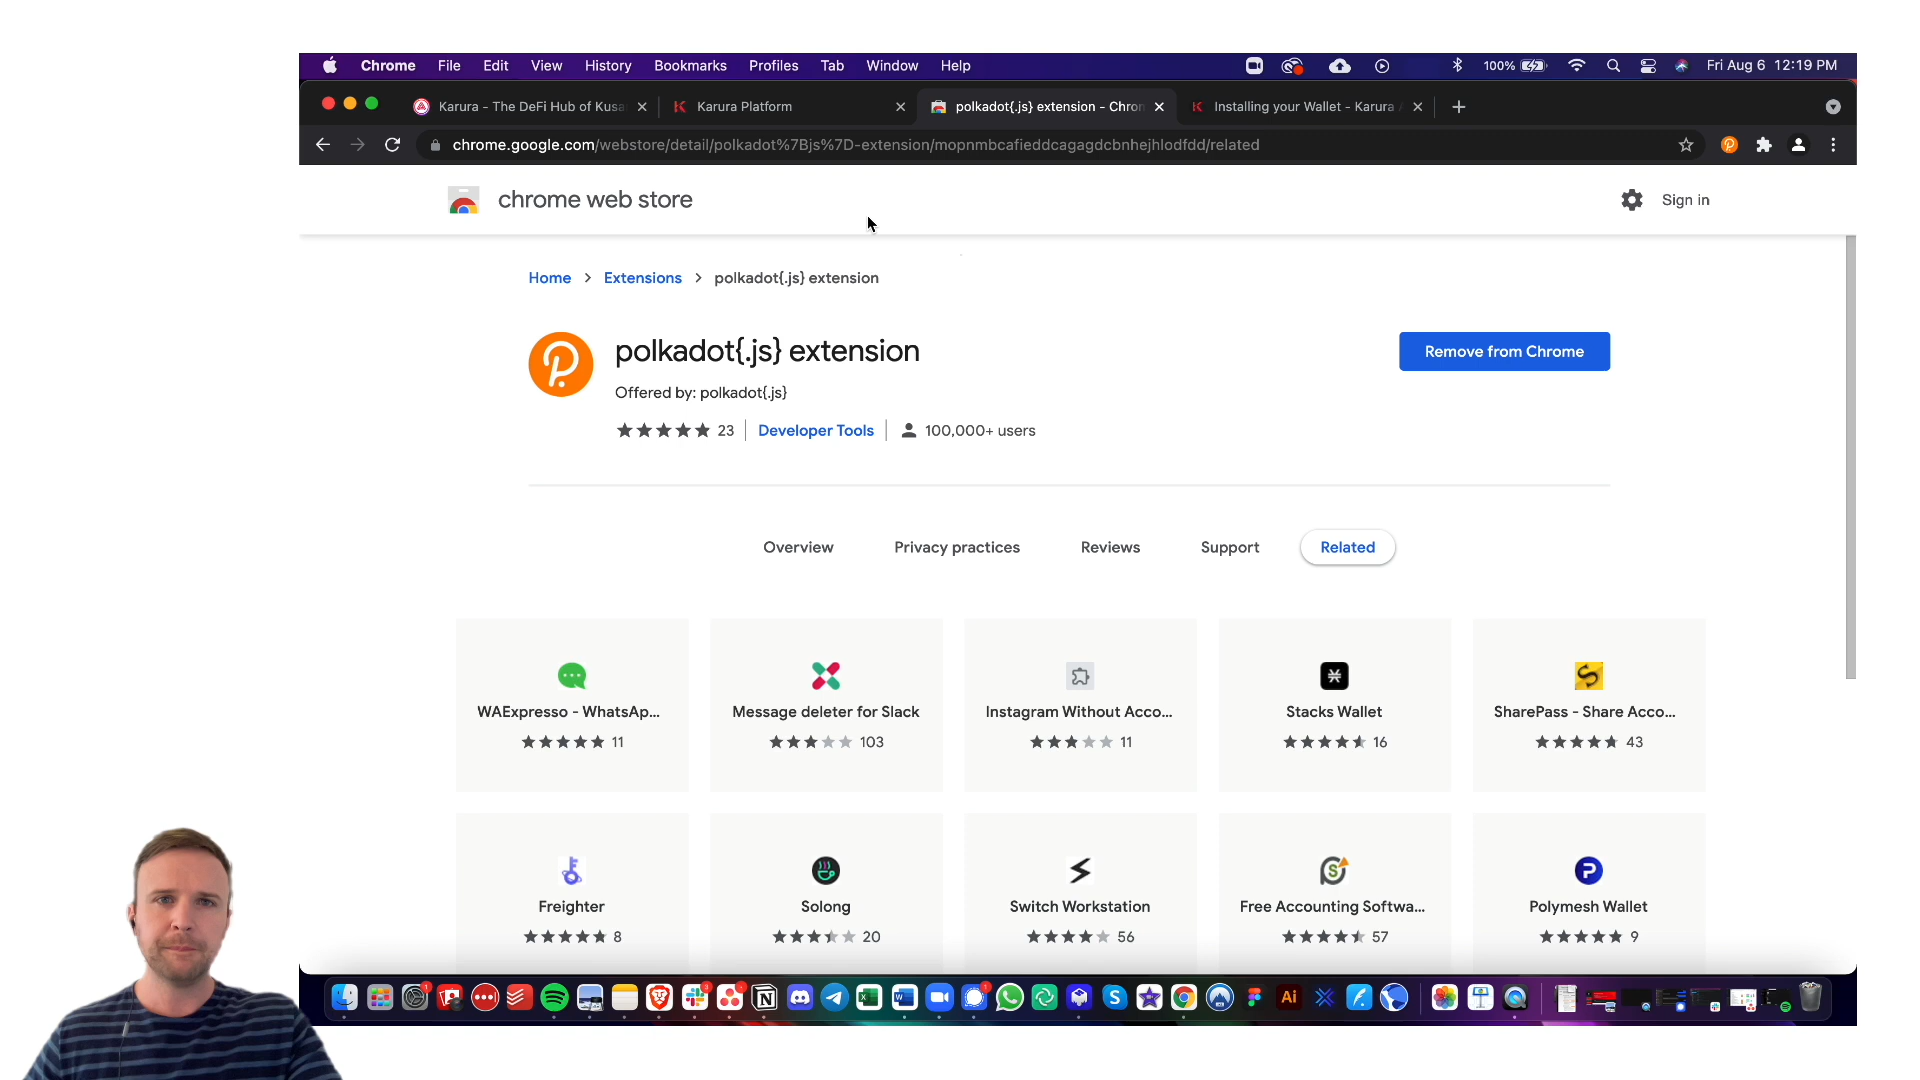 Chrome File Edit View History Bookmarks Profiles Tab Window Help 100% Fri Aug 6 12:19 PM
Karura - The DeFi Hub of Kusa Karura Platform polkadot{.js} extension - Chrom Installing your Wallet - Karura
chrome.google.com/webstore/detail/polkadot%7Bjs%7D-extension/mopnmbcafieddcagagdcbnhejhlodfdd/related
chrome web store Sign in
Home > Extensions > polkadot{.js} extension
polkadot{.js} extension
Remove from Chrome
Offered by: polkadot{.js}
23 Developer Tools 100,000+ users
Overview Privacy practices Reviews Support Related
WAExpresso - WhatsAp... Message deleter for Slack Instagram Without Acco... Stacks Wallet SharePass - Share Acco...
11 103 11 16 43
Freighter Solong Switch Workstation Free Accounting Softwa... Polymesh Wallet
8 20 56 57 9